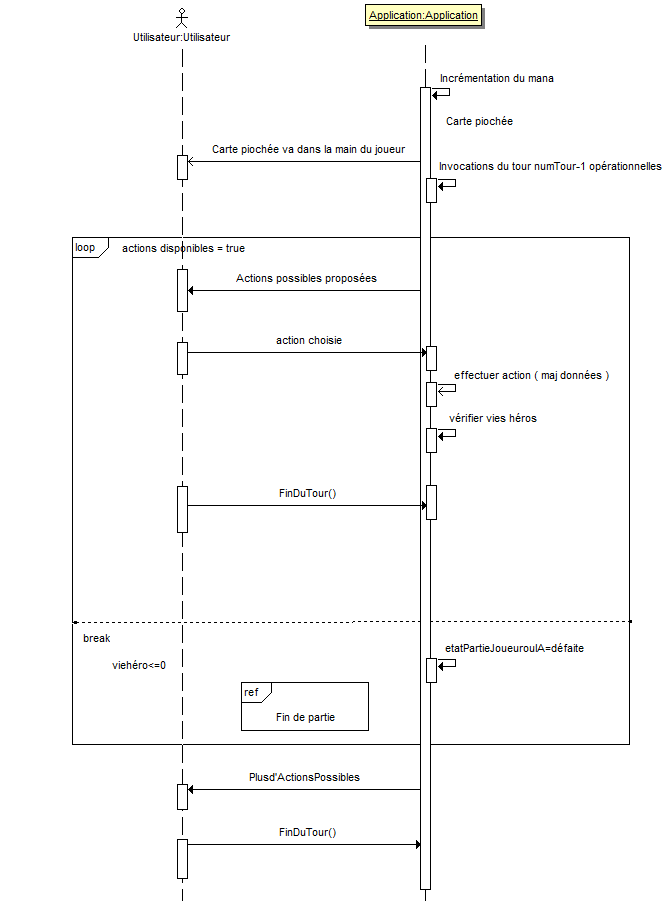 Utilisateur:Utilisateur
Application:Application
Incrémentation du mana
Carte piochée
Carte piochée va dans la main du joueur
Invocations du tour numTour-1 opérationnelles
loop
actions disponibles = true
Actions possibles proposées
action choisie
effectuer action ( maj données )
vérifier vies héros
FinDuTour()
break
etatPartieJoueurouIA=défaite
viehéro<=0
ref
Fin de partie
Plusd'ActionsPossibles
FinDuTour()